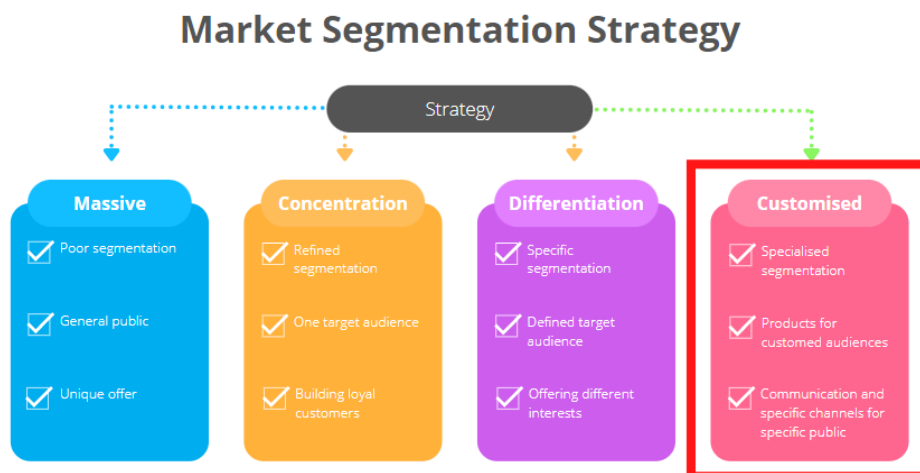 Market Segmentation Strategy
Strategy
Massive
Poor segmentation
General public
Unique offer
Concentration
Refined
segmentation
One target audience
Building loyal
customers
Differentiation
Specific
segmentation
Defined target
audience
Offering different
interests
Customised
Specialised
segmentation
Products for
customed audiences
Communication and
specific channels for
specific public